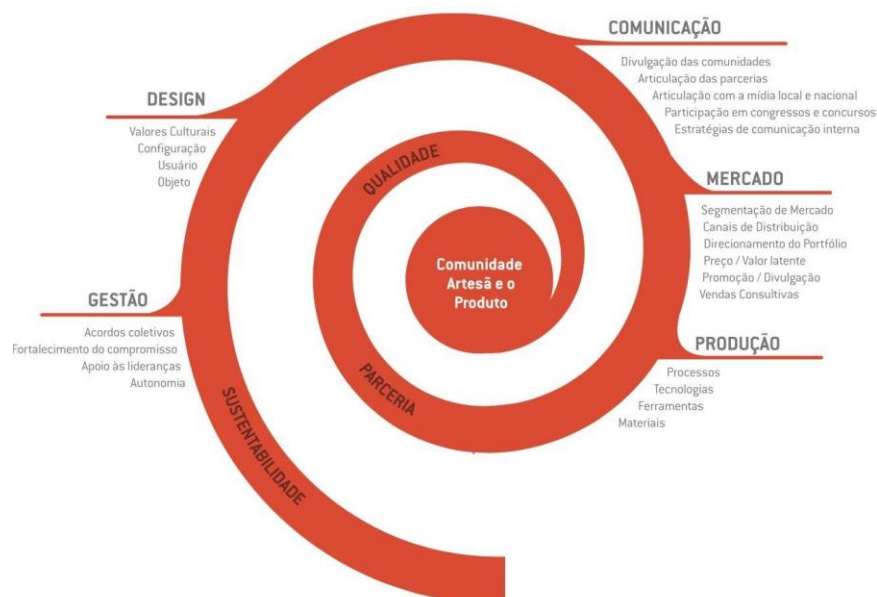 COMUNICAÇÃO
Divulgação das comunidades
Articulação das parcerias
Articulação com a mídia local e nacional
Participação em congressos e concursos
Estratégias de comunicação interna
DESIGN
Valores Culturais
Configuração
Usuário
Objeto
QUALIDADE
MERCADO
Segmentação de Mercado
Canais de Distribuição
Direcionamento do Portfólio
Preço / Valor latente
Promoção / Divulgação
Vendas Consultivas
Comunidade
Artesã e o
Produto
GESTÃO
Acordos coletivos
Fortalecimento do compromisso
Apoio às lideranças
Autonomia
PRODUÇÃO
Processos
Tecnologias
Ferramentas
Materiais
PARCERIA
SUSTENTABILIDADE